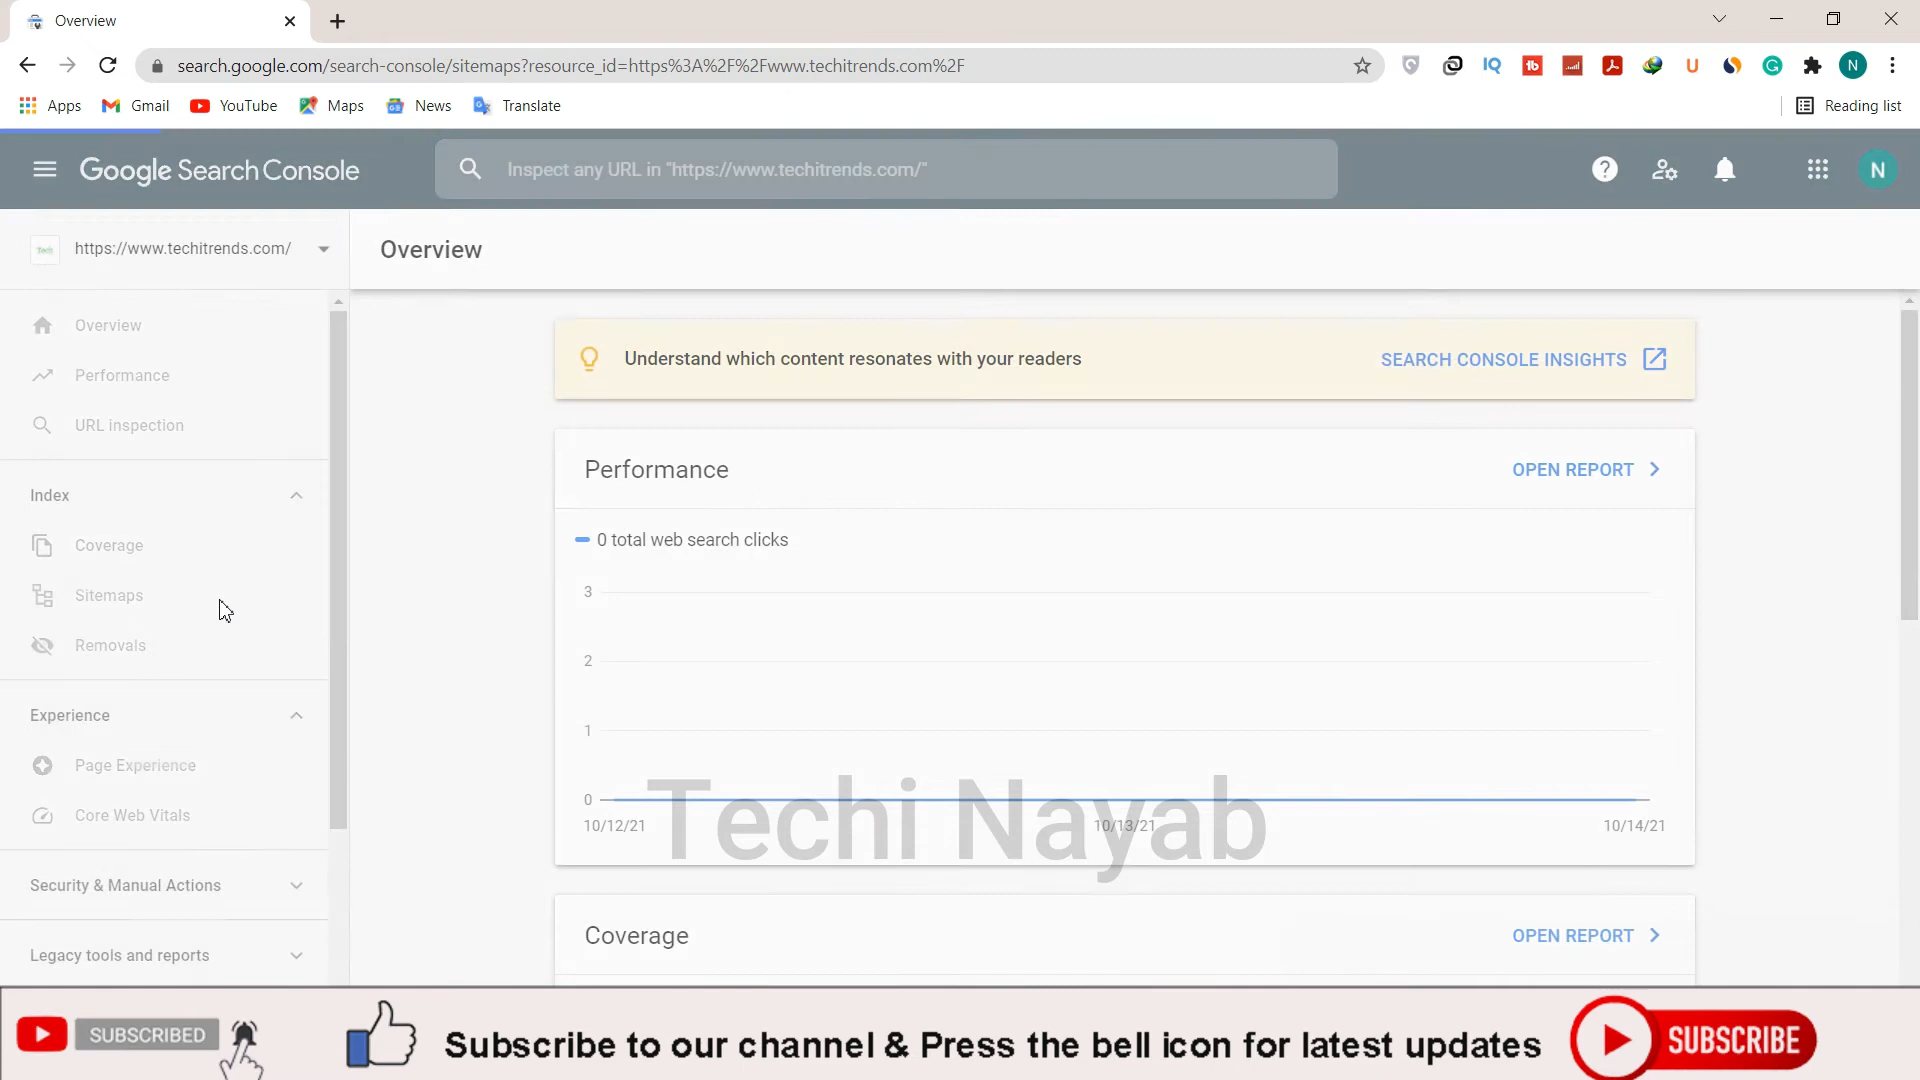 Overview
search.google.com/search-console/sitemaps?resource_id=https%3A%2F%2Fwww.techitrends.com%2F
Apps Gmail YouTube Maps News Translate Reading list
Google Search Console
Inspect any URL in "https://www.techitrends.com/"
N
N
https://www.techitrends.com/
Overview
Overview
Performance
URL inspection
Index
Coverage
Sitemaps
Removals
Experience
Page Experience
Core Web Vitals
Security & Manual Actions
Legacy tools and reports
Understand which content resonates with your readers
SEARCH CONSOLE INSIGHTS
Performance
OPEN REPORT
0 total web search clicks
3
2
1
0
10/12/21 10/13/21 10/14/21
Techi Nayab
Coverage
OPEN REPORT
SUBSCRIBED
Subscribe to our channel & Press the bell icon for latest updates
SUBSCRIBE